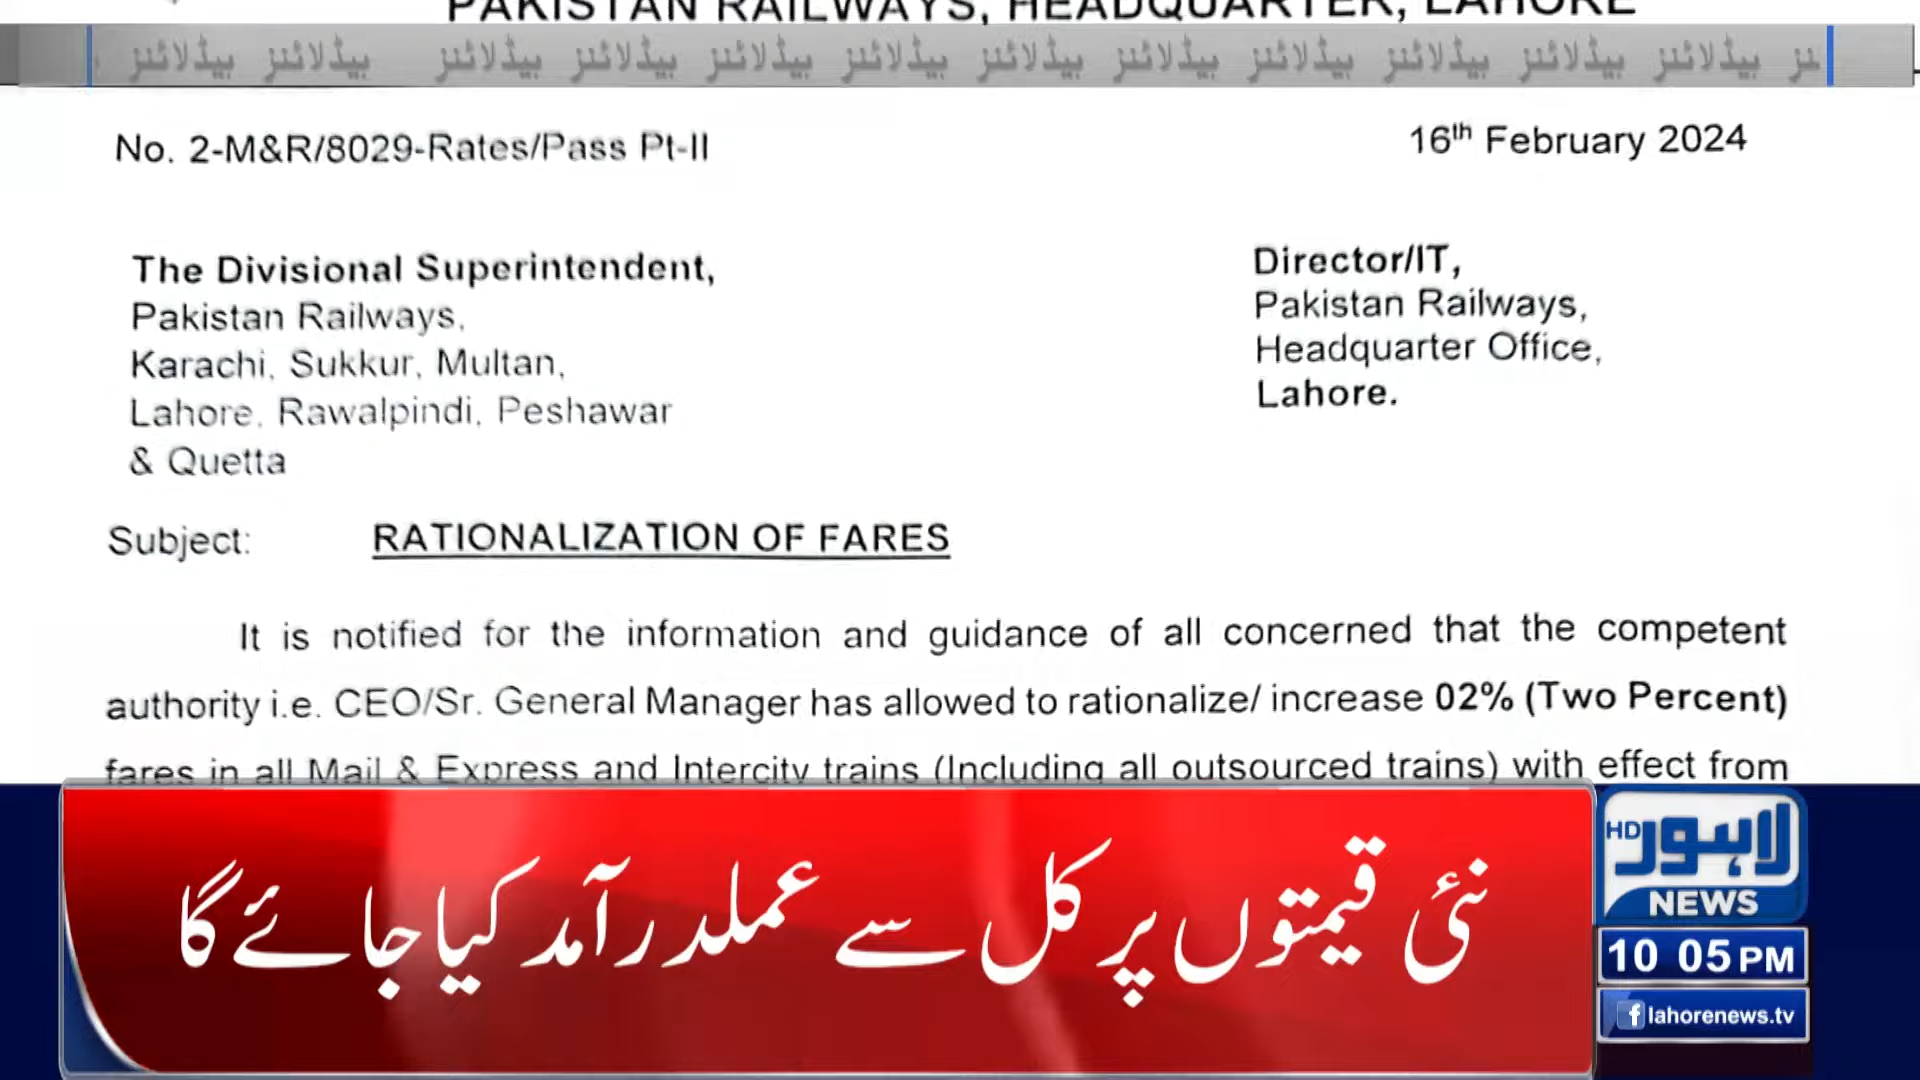 PAKISTAN RAILWAYS, HEADQUARTER, LAHORE
ہیڈلائنز ہیڈلائنز ہیڈلائنز ہیڈلائنز ہیڈلائنز ہیڈلائنز ہیڈلائنز ہیڈلائنز ہیڈلائنز ہیڈلائنز ہیڈلائنز ہیڈلائنز
No. 2-M&R/8029-Rates/Pass Pt-II
16th February 2024
The Divisional Superintendent,
Pakistan Railways,
Karachi, Sukkur, Multan,
Lahore, Rawalpindi, Peshawar
& Quetta
Director/IT,
Pakistan Railways,
Headquarter Office,
Lahore.
Subject: RATIONALIZATION OF FARES
It is notified for the information and guidance of all concerned that the competent
authority i.e. CEO/Sr. General Manager has allowed to rationalize/ increase 02% (Two Percent)
fares in all Mail & Express and Intercity trains (Including all outsourced trains) with effect from
نئی قیمتوں پر کل سے عملدرآمد کیا جائے گا
لاہور HD
NEWS
10 05 PM
lahorenews.tv